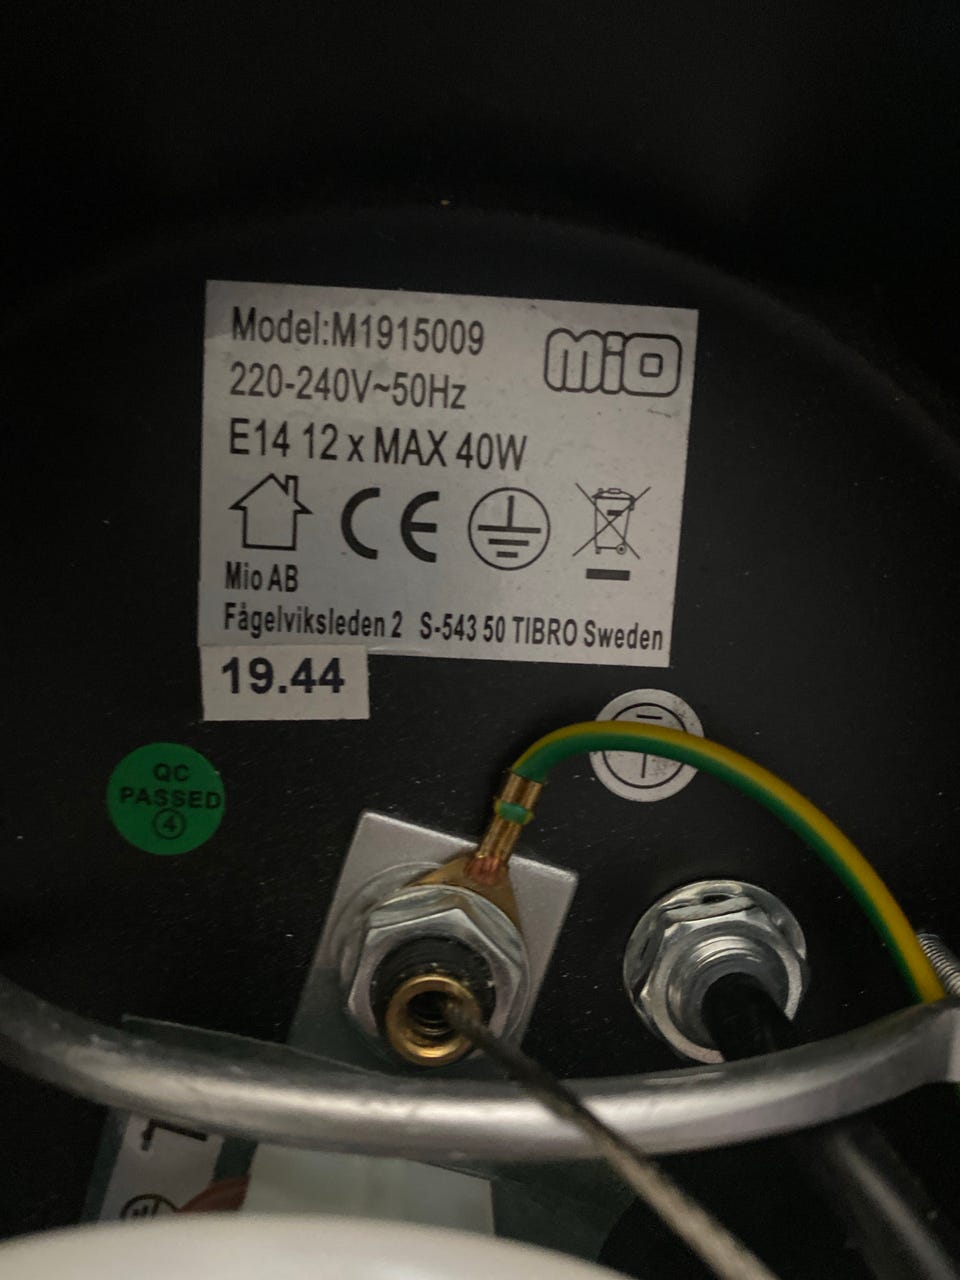 Model:M1915009
mio
220-240V~50Hz
E14 12 x MAX 40W
CE
Mio AB
Fågelviksleden 2 S-543 50 TIBRO Sweden
19.44
QC
PASSED
4